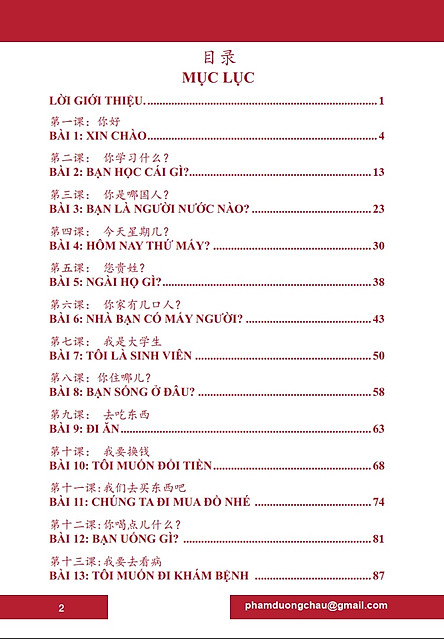 目录
MỤC LỤC
LỜI GIỚI THIỆU..................................................................1
第一课：你好
BÀI 1: XIN CHÀO..................................................................4
第二课： 你学习什么？
BÀI 2: BẠN HỌC CÁI GÌ?.....................................................13
第三课： 你是哪国人？
BÀI 3: BẠN LÀ NGƯỜI NƯỚC NÀO? ...................................23
第四课： 今天星期几？
BÀI 4: HÔM NAY THỨ MẤY? .............................................30
第五课： 您贵姓？
BÀI 5: NGÀI HỌ GÌ?...........................................................38
第六课： 你家有几口人？
BÀI 6: NHÀ BẠN CÓ MẤY NGƯỜI? ....................................43
第七课： 我是大学生
BÀI 7: TÔI LÀ SINH VIÊN ..................................................50
第八课：你住哪儿？
BÀI 8: BẠN SỐNG Ở ĐÂU? .................................................58
第九课： 去吃东西
BÀI 9: ĐI ĂN......................................................................63
第十课： 我要换钱
BÀI 10: TÔI MUỐN ĐỔI TIỀN..............................................68
第十一课:我们去买东西吧
BÀI 11: CHÚNG TA ĐI MUA ĐỒ NHÉ ..................................74
第十二课:你喝点儿什么？
BÀI 12: BẠN UỐNG GÌ? ......................................................81
第十三课:我要去看病
BÀI 13: TÔI MUỐN ĐI KHÁM BỆNH ...................................87
2
phamduongchau@gmail.com